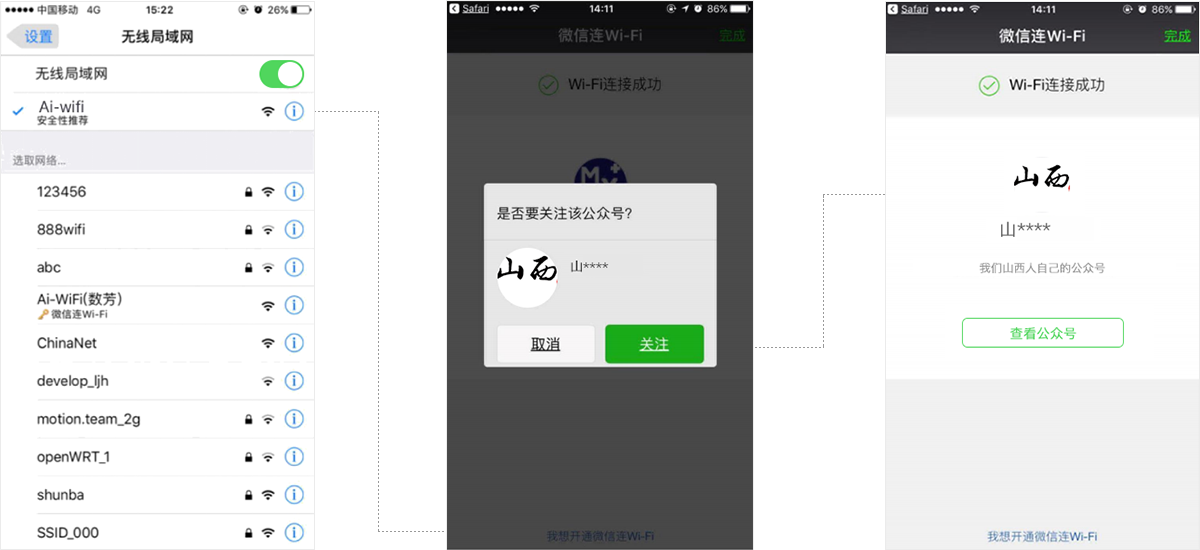 中国移动 4G 15:22 26%
设置 无线局域网
无线局域网
Ai-wifi
安全性推荐
选取网络...
123456
888wifi
abc
Ai-WiFi(数芳)
微信连Wi-Fi
ChinaNet
develop_ljh
motion.team_2g
openWRT_1
shunba
SSID_000
Safari 14:11 86%
微信连Wi-Fi 完成
Wi-Fi连接成功
是否要关注该公众号?
山西
山****
取消 关注
我想开通微信连Wi-Fi
Safari 14:11 86%
微信连Wi-Fi 完成
Wi-Fi连接成功
山西
山****
我们山西人自己的公众号
查看公众号
我想开通微信连Wi-Fi